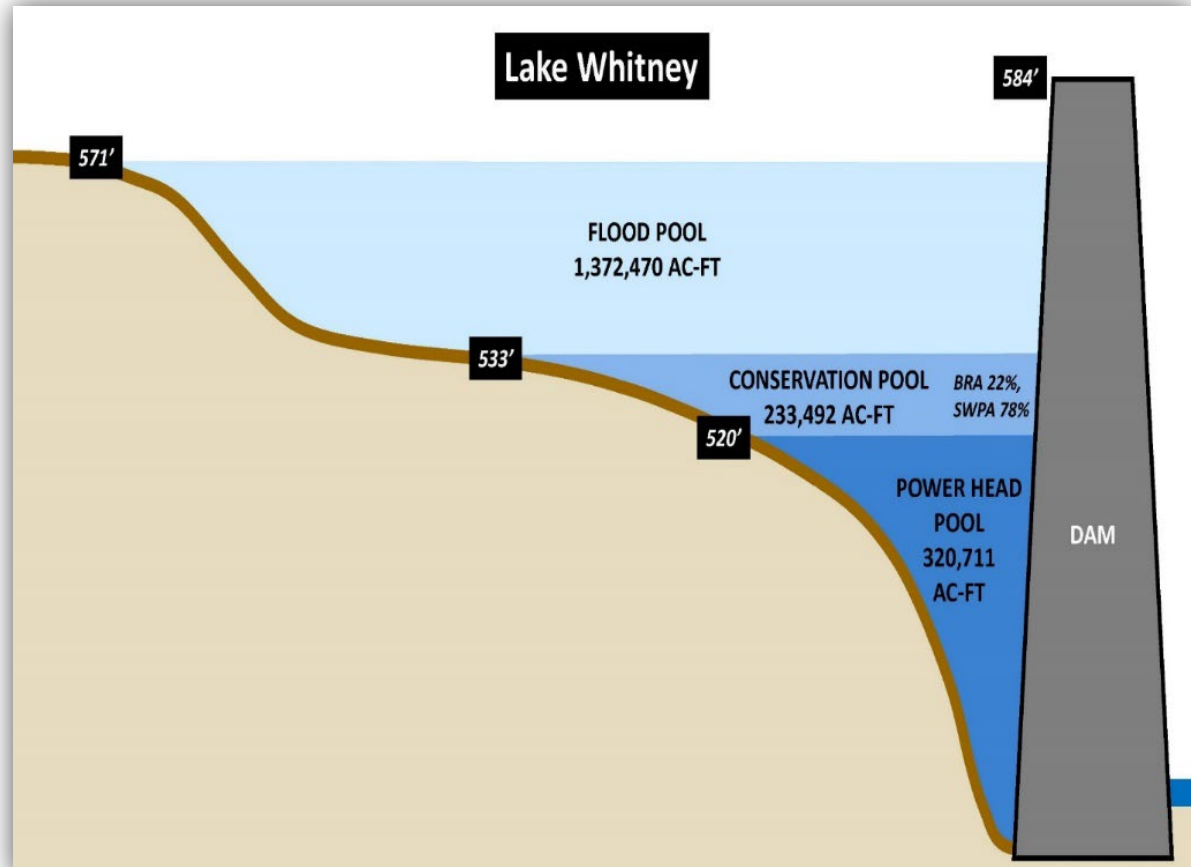 Lake Whitney
584'
571'
FLOOD POOL
1,372,470 AC-FT
533'
CONSERVATION POOL
233,492 AC-FT
BRA 22%,
SWPA 78%
520'
POWER HEAD
POOL
320,711
AC-FT
DAM